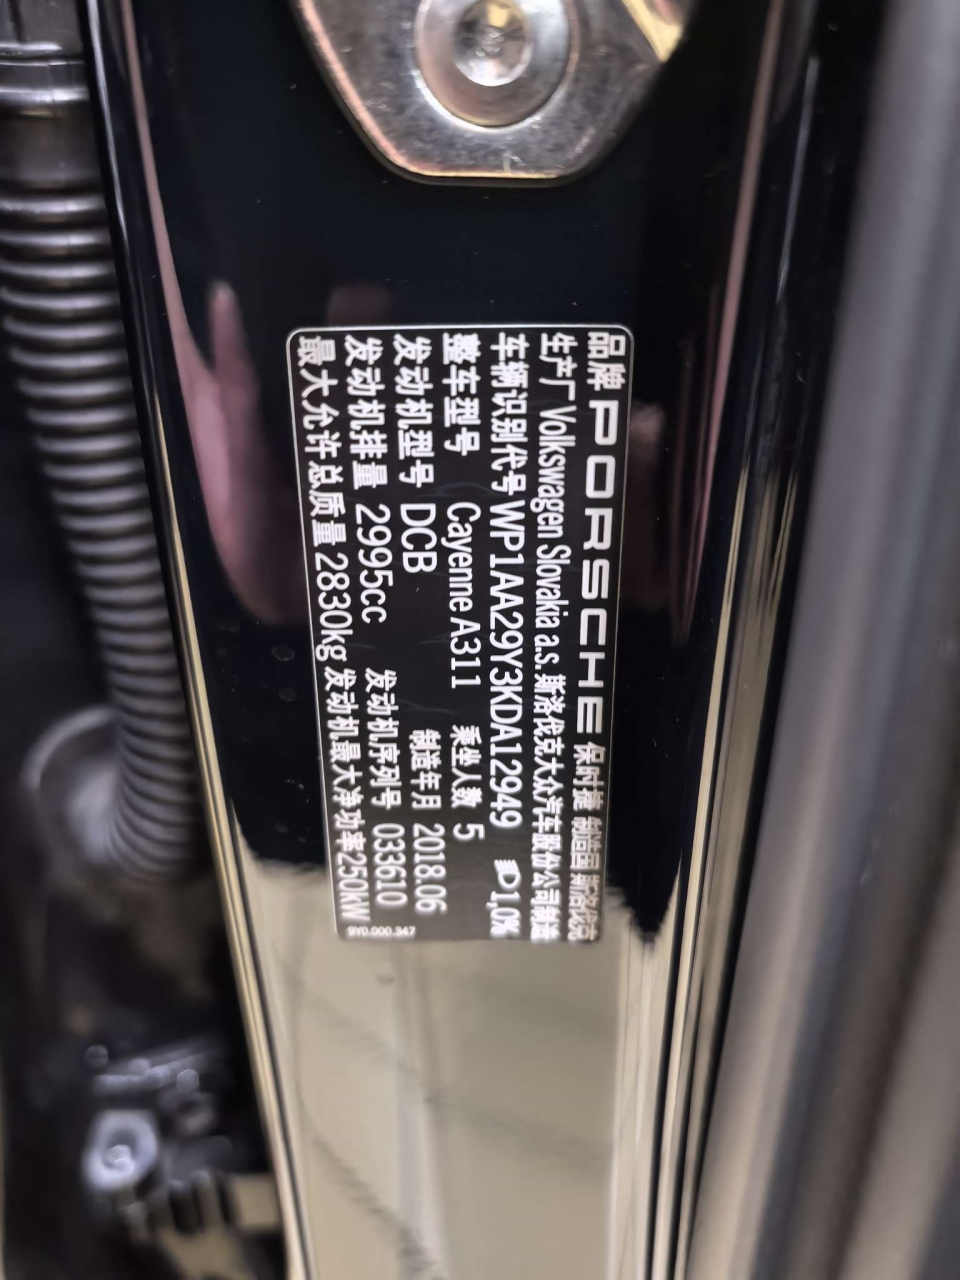 品牌 PORSCHE 保时捷 制造国 斯洛伐克
生产厂 Volkswagen Slovakia a.s. 斯洛伐克大众汽车股份公司制造
车辆识别代号 WP1AA29Y3KDA12949 1,0%
整车型号 Cayenne A311 乘坐人数 5
发动机型号 DCB 制造年月 2018.06
发动机排量 2995cc 发动机序列号 033610
最大允许总质量 2830kg 发动机最大净功率250kW
9Y0.000.347